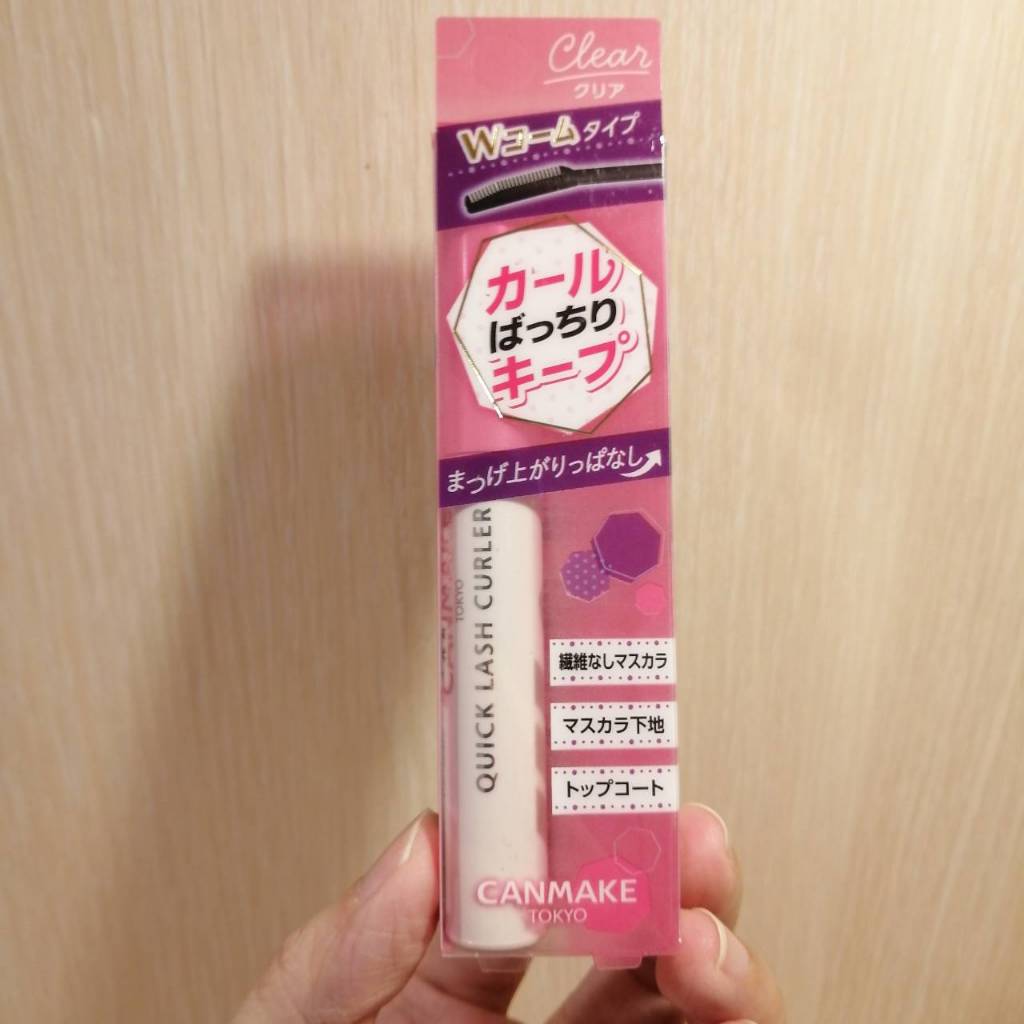 Clear
クリア
Wコームタイプ
カール
ばっちり
キープ
まつげ上がりっぱなし
QUICK LASH CURLER
TOKYO
繊維なしマスカラ
マスカラ下地
トップコート
CANMAKE
TOKYO